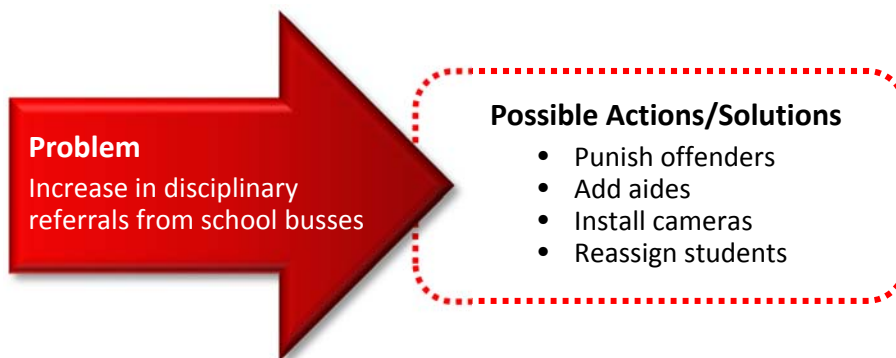 Problem
Increase in disciplinary
referrals from school busses
Possible Actions/Solutions
• Punish offenders
• Add aides
• Install cameras
• Reassign students